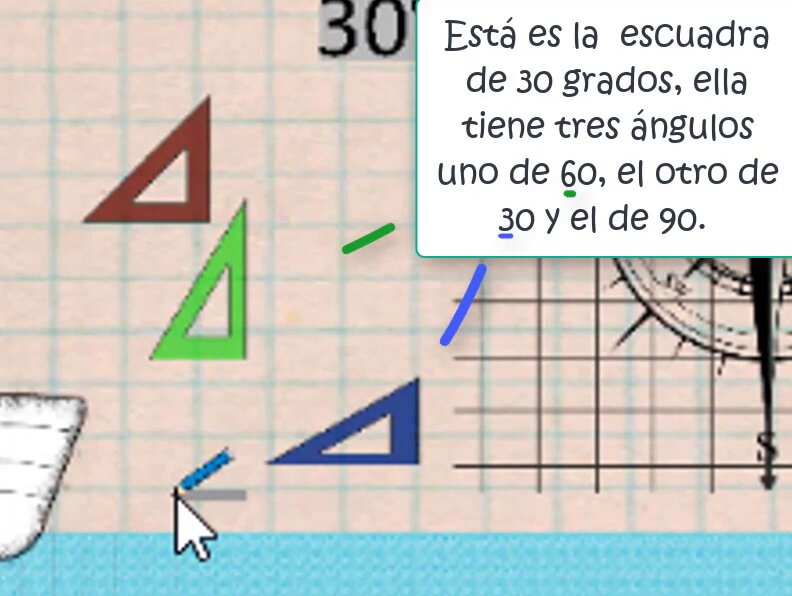 30°
Está es la escuadra
de 30 grados, ella
tiene tres ángulos
uno de 60, el otro de
30 y el de 90.
S